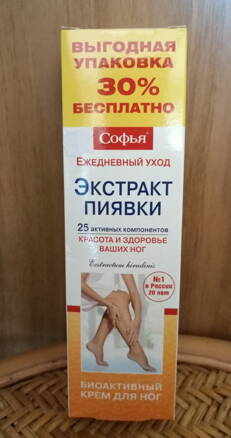 ВЫГОДНАЯ
УПАКОВКА
30%
БЕСПЛАТНО
Софья®
ЕЖЕДНЕВНЫЙ УХОД
ЭКСТРАКТ
ПИЯВКИ
25 АКТИВНЫХ КОМПОНЕНТОВ
КРАСОТА И ЗДОРОВЬЕ
ВАШИХ НОГ
Extractum hirudinis
№1
в России
20 лет
БИОАКТИВНЫЙ
КРЕМ ДЛЯ НОГ